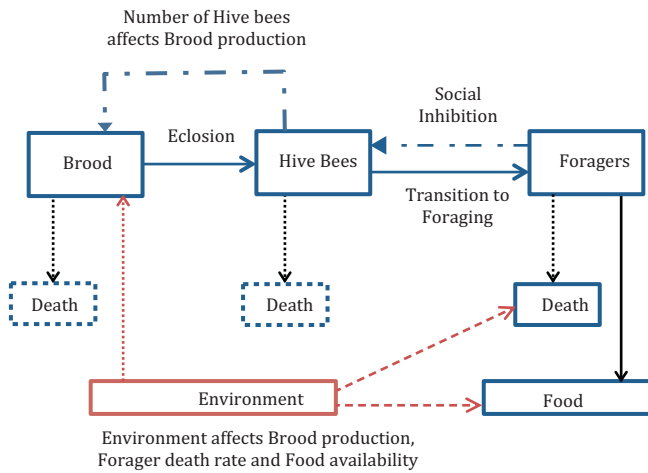 Number of Hive bees
affects Brood production
Social
Inhibition
Eclosion
Brood
Hive Bees
Foragers
Transition to
Foraging
Death
Death
Death
Environment
Food
Environment affects Brood production,
Forager death rate and Food availability